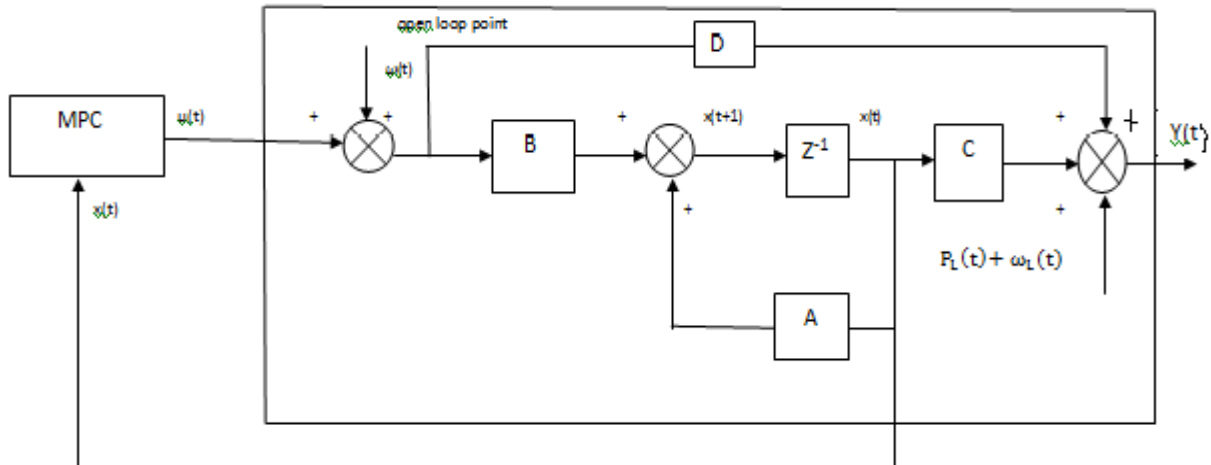 open loop point
D
ω(t)
MPC
u(t)
+
+
+
x(t+1)
x(t)
+
+
Y(t)
B
Z-1
C
x(t)
+
+
P_L(t) + ω_L(t)
A